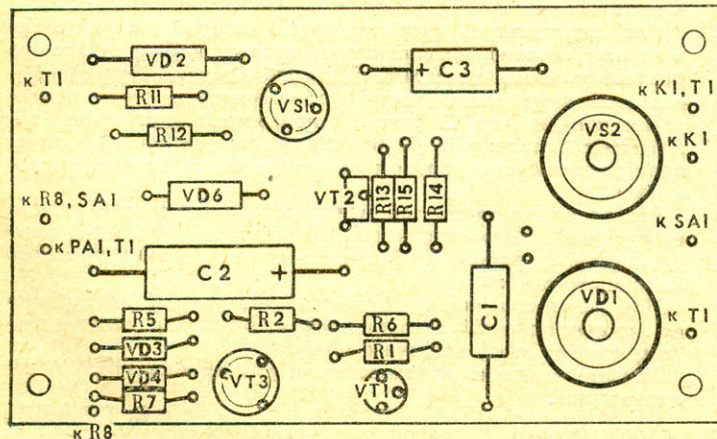 VD2
+ C3
к T1
R11
VS1
к K1, T1
R12
VS2
к K1
VD6
VT2
R13
R15
R14
к R8, SA1
к SA1
к PA1, T1
C2 +
C1
VD1
R5
R2
R6
к T1
VD3
R1
VD4
VT3
VT1
R7
к R8